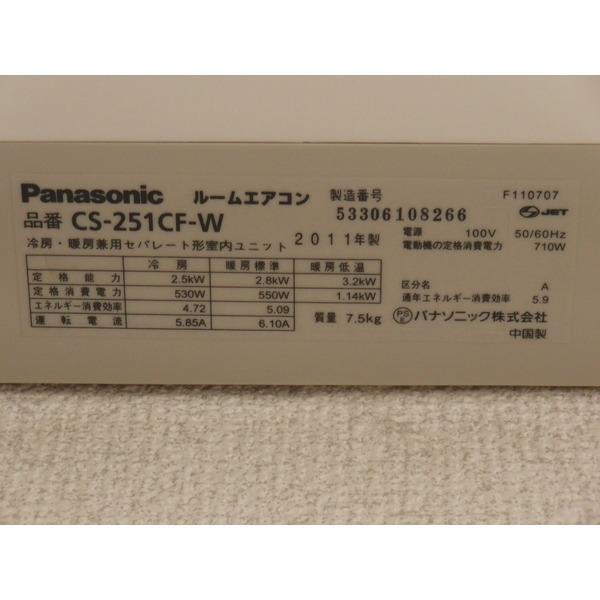 Panasonic ルームエアコン 製造番号 F110707
品番 CS-251CF-W 53306108266 JET
冷房・暖房兼用セパレート形室内ユニット 2011年製
電源 100V 50/60Hz
電動機の定格消費電力 710W
冷房 暖房標準 暖房低温
定格能力 2.5kW 2.8kW 3.2kW
定格消費電力 530W 550W 1.14kW
エネルギー消費効率 4.72 5.09
運転電流 5.85A 6.10A
質量 7.5kg
区分名 A
通年エネルギー消費効率 5.9
PSE パナソニック株式会社
中国製